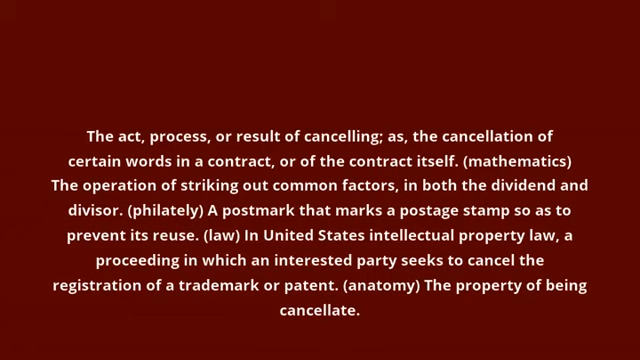 The act, process, or result of cancelling; as, the cancellation of
certain words in a contract, or of the contract itself. (mathematics)
The operation of striking out common factors, in both the dividend and
divisor. (philately) A postmark that marks a postage stamp so as to
prevent its reuse. (law) In United States intellectual property law, a
proceeding in which an interested party seeks to cancel the
registration of a trademark or patent. (anatomy) The property of being
cancellate.